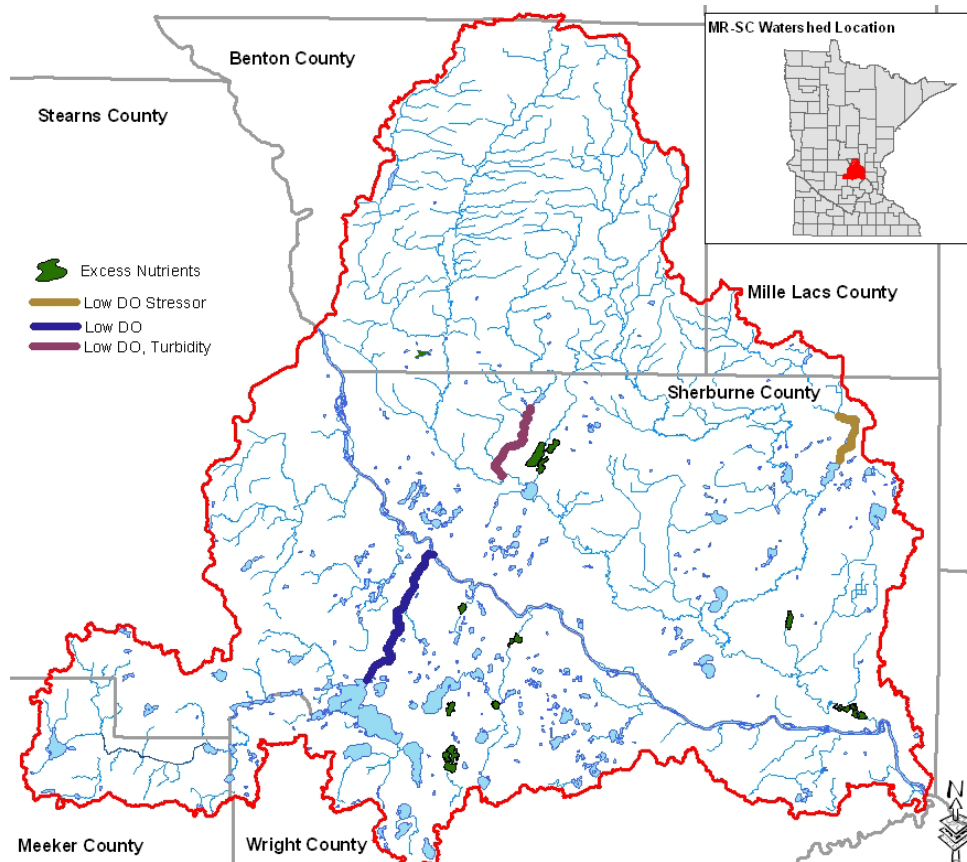 MR-SC Watershed Location
Benton County
Stearns County
Excess Nutrients
Low DO Stressor
Low DO
Low DO, Turbidity
Mille Lacs County
Sherburne County
N
Meeker County
Wright County